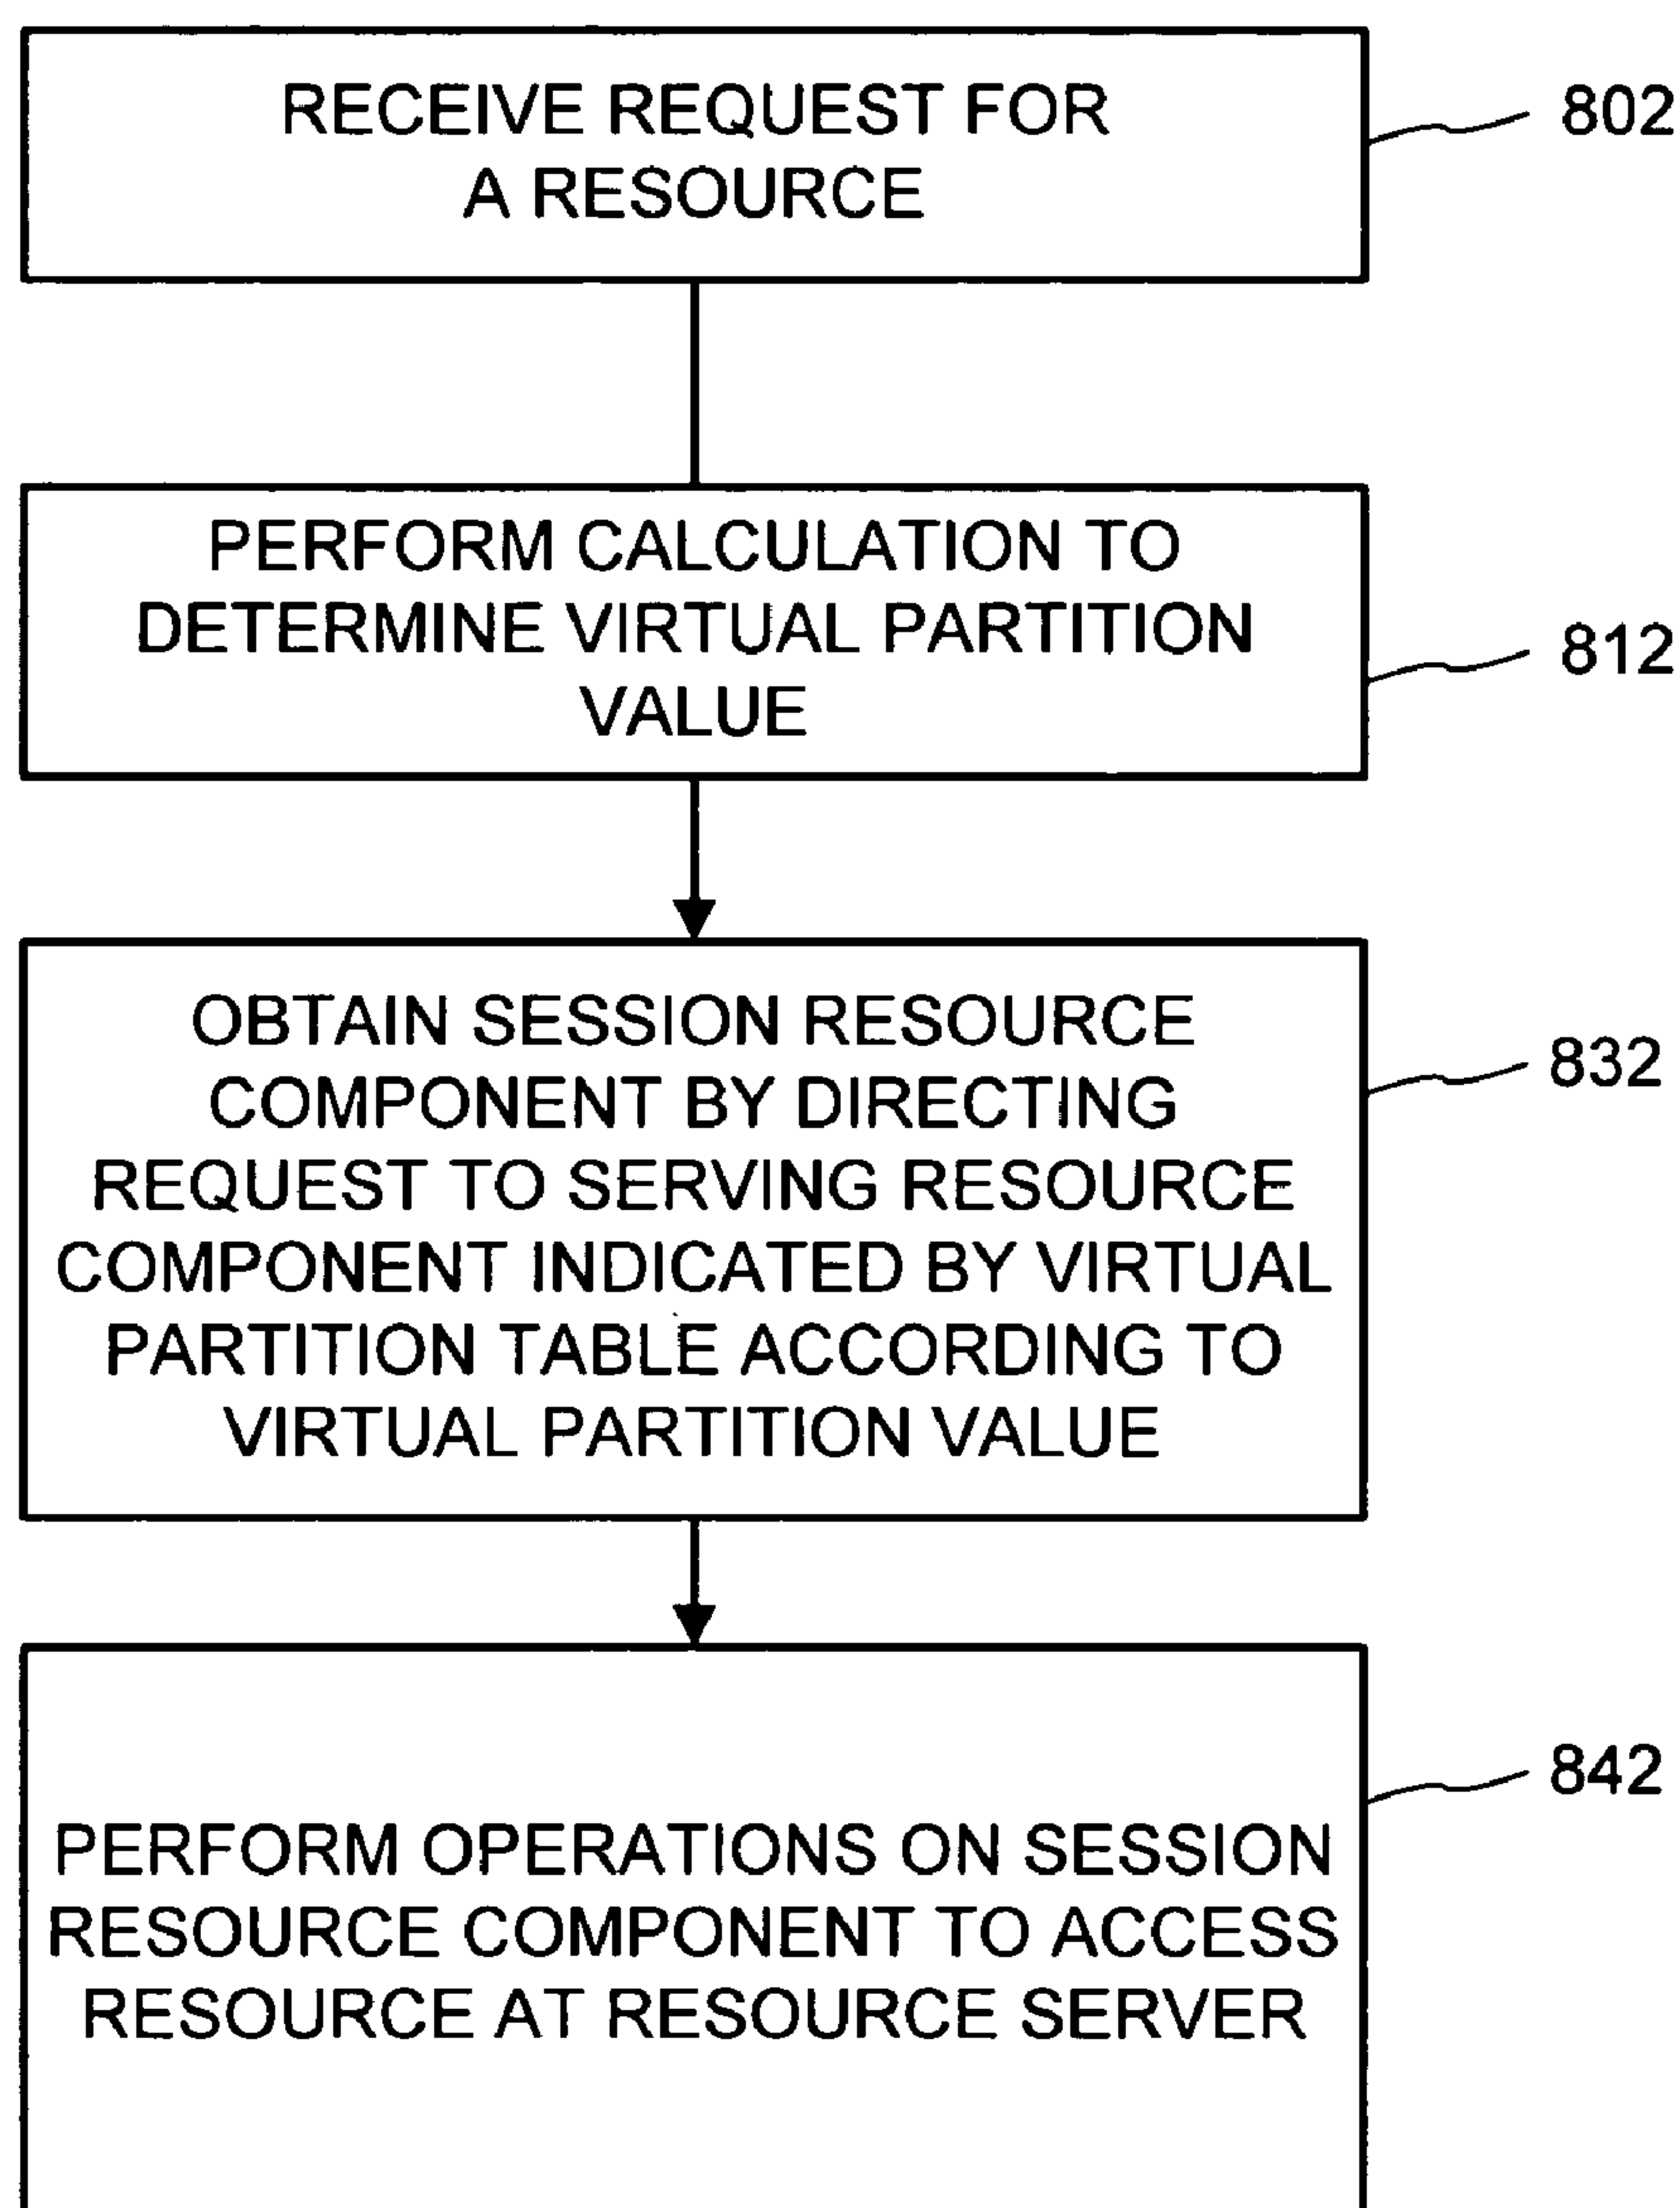 RECEIVE REQUEST FOR
A RESOURCE
802
PERFORM CALCULATION TO
DETERMINE VIRTUAL PARTITION
VALUE
812
OBTAIN SESSION RESOURCE
COMPONENT BY DIRECTING
REQUEST TO SERVING RESOURCE
COMPONENT INDICATED BY VIRTUAL
PARTITION TABLE ACCORDING TO
VIRTUAL PARTITION VALUE
832
PERFORM OPERATIONS ON SESSION
RESOURCE COMPONENT TO ACCESS
RESOURCE AT RESOURCE SERVER
842